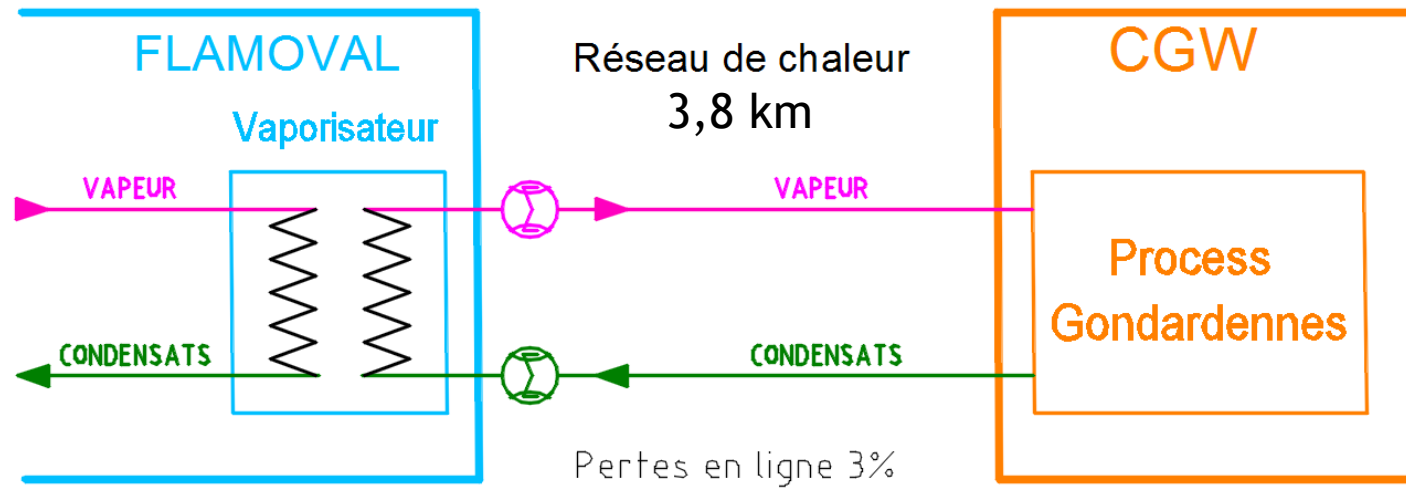 FLAMOVAL
Réseau de chaleur
3,8 km
CGW
Vaporisateur
VAPEUR
VAPEUR
Process
Gondardennes
CONDENSATS
CONDENSATS
Pertes en ligne 3%